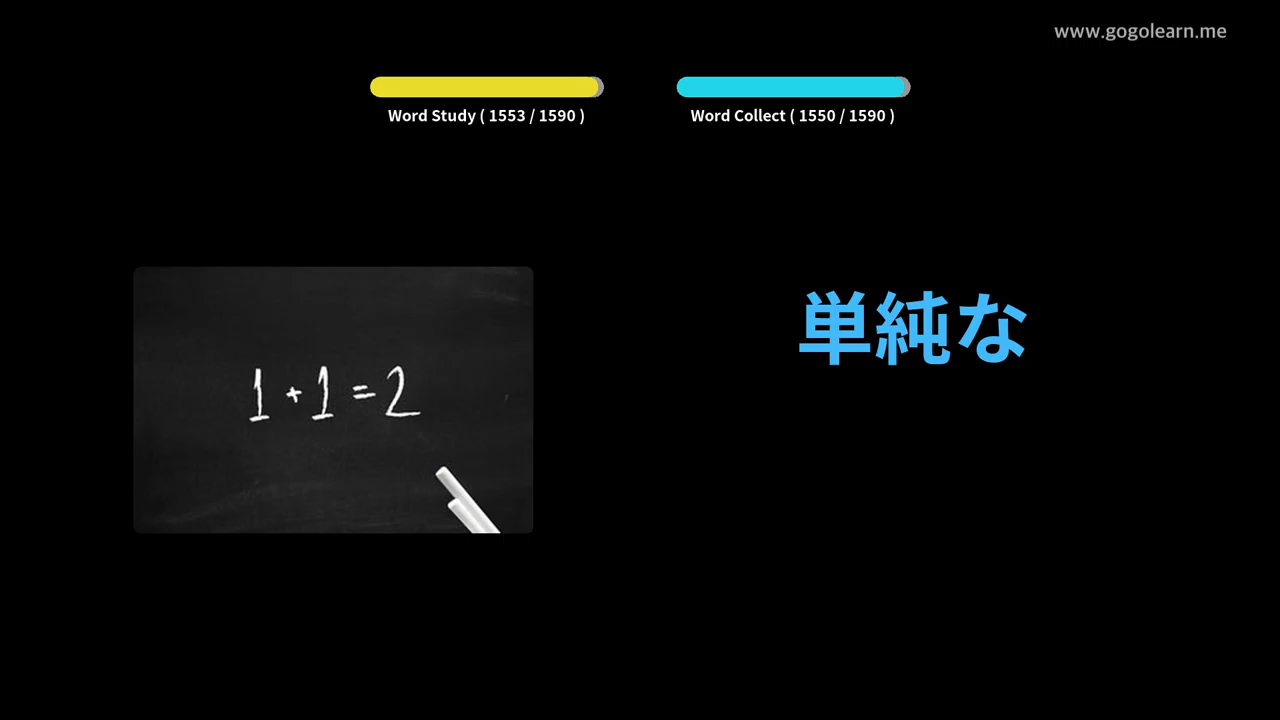 www.gogolearn.me
Word Study ( 1553 / 1590 )
Word Collect ( 1550 / 1590 )
単純な
1 + 1 = 2